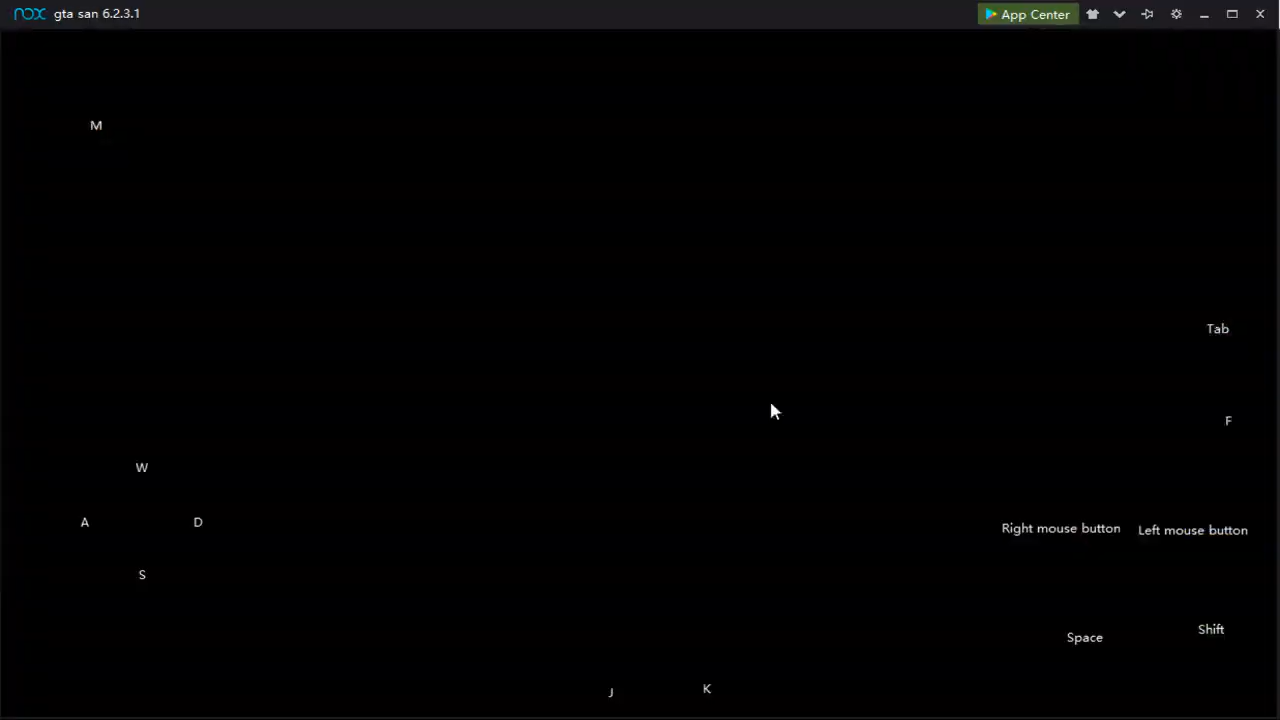 nox gta san 6.2.3.1
App Center
M
Tab
F
W
A D
Right mouse button Left mouse button
S
Shift
Space
J K